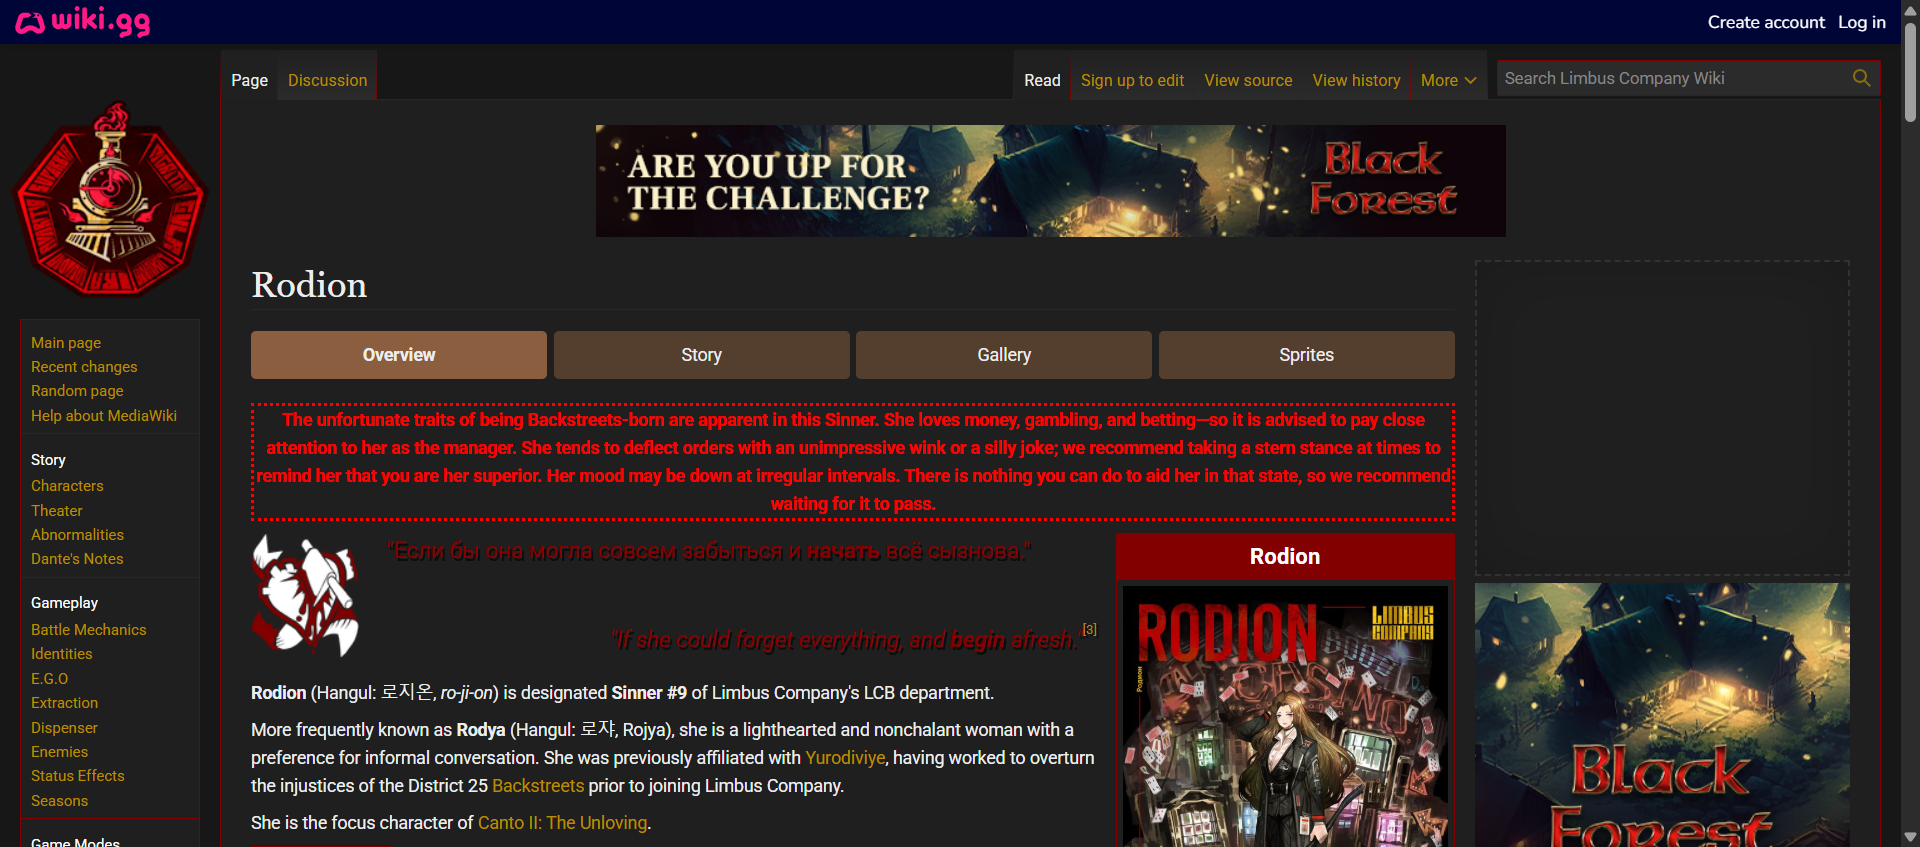 wiki.gg
Create account Log in
Page Discussion
Read Sign up to edit View source View history More
Search Limbus Company Wiki
ARE YOU UP FOR
THE CHALLENGE?
Black
Forest
Main page
Recent changes
Random page
Help about MediaWiki
Story
Characters
Theater
Abnormalities
Dante's Notes
Gameplay
Battle Mechanics
Identities
E.G.O
Extraction
Dispenser
Enemies
Status Effects
Seasons
Game Modes
Rodion
Overview Story Gallery Sprites
The unfortunate traits of being Backstreets-born are apparent in this Sinner. She loves money, gambling, and betting—so it is advised to pay close
attention to her as the manager. She tends to deflect orders with an unimpressive wink or a silly joke; we recommend taking a stern stance at times to
remind her that you are her superior. Her mood may be down at irregular intervals. There is nothing you can do to aid her in that state, so we recommend
waiting for it to pass.
"Если бы она могла совсем забыться и начать всё сызнова."
"If she could forget everything, and begin afresh." [3]
Rodion (Hangul: 로지온, ro-ji-on) is designated Sinner #9 of Limbus Company's LCB department.
More frequently known as Rodya (Hangul: 로쟈, Rojya), she is a lighthearted and nonchalant woman with a
preference for informal conversation. She was previously affiliated with Yurodiviye, having worked to overturn
the injustices of the District 25 Backstreets prior to joining Limbus Company.
She is the focus character of Canto II: The Unloving.
Rodion
RODION
LIMBUS
COMPANY
Родион
Black
Forest